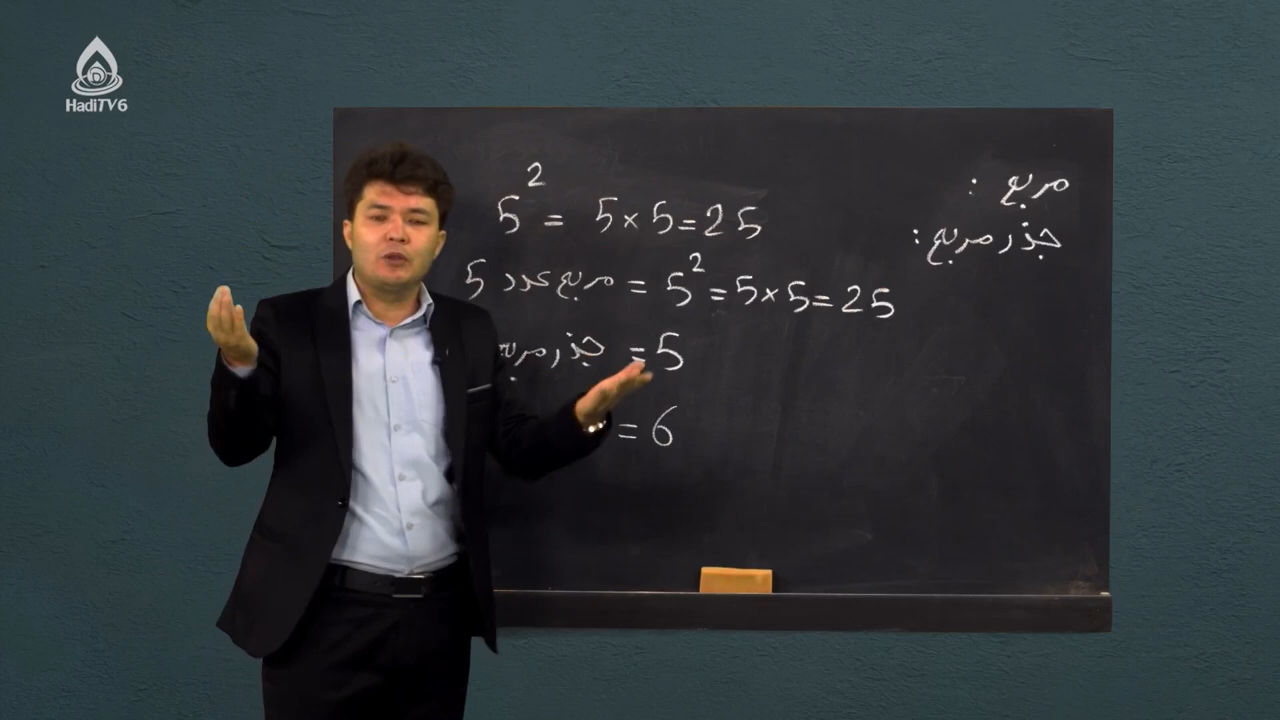 HadiTV6
مربع :
جذر مربع :
5² = 5×5=25
5 مربع عدد = 5² = 5×5=25
جذر مربع = 5
= 6